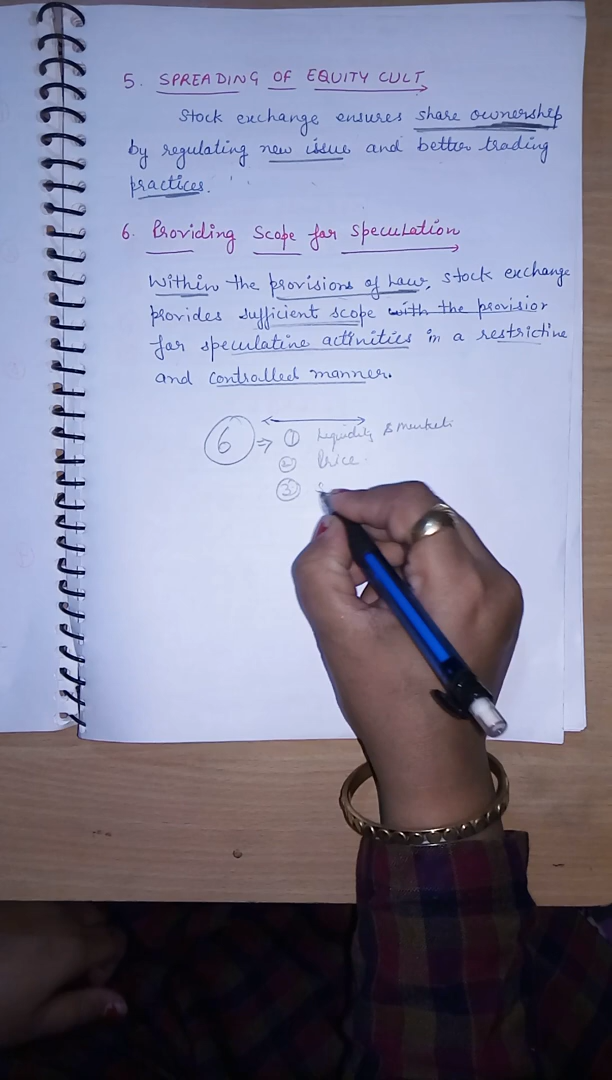 5. SPREADING OF EQUITY CULT
Stock exchange ensures share ownership
by regulating new issue and better trading
practices.
6. Providing Scope for Speculation
Within the provisions of Law, stock exchange
provides sufficient scope with the provision
for speculative activities in a restrictive
and controlled manner.
6 ⇒ ① Liquidity & Market
② Price.
③